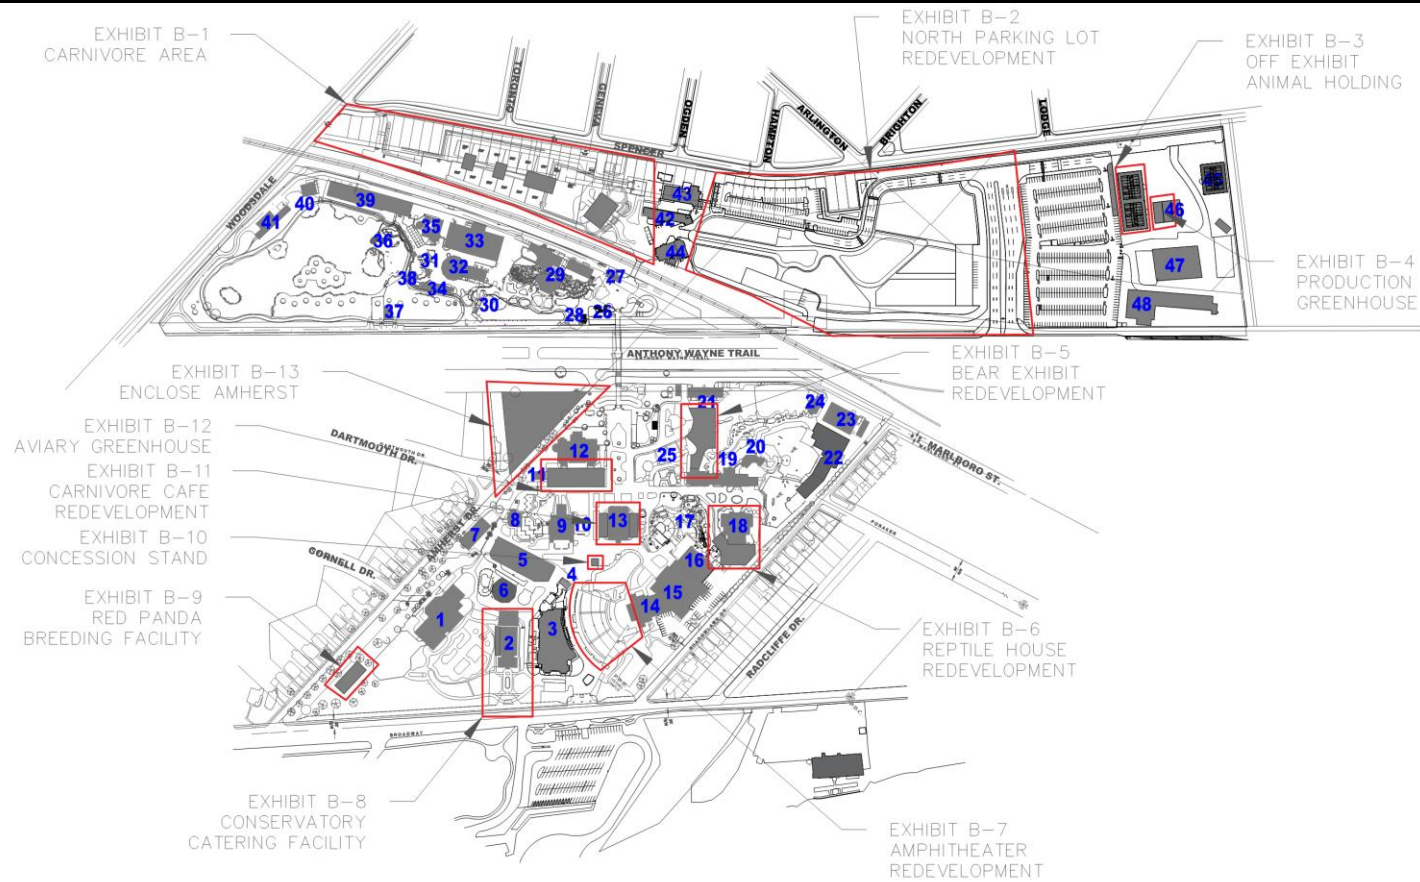 EXHIBIT B-1
CARNIVORE AREA
EXHIBIT B-2
NORTH PARKING LOT
REDEVELOPMENT
EXHIBIT B-3
OFF EXHIBIT
ANIMAL HOLDING
TORONTO
GENEVA
OGDEN
HAMPTON
ARLINGTON
BRIGHTON
LODGE
SPENCER
WOODSDALE
43
42
44
46
47
48
41
40
39
36
35
33
31
32
38
34
37
30
29
27
28
26
EXHIBIT B-4
PRODUCTION
GREENHOUSE
ANTHONY WAYNE TRAIL
EXHIBIT B-5
BEAR EXHIBIT
REDEVELOPMENT
EXHIBIT B-13
ENCLOSE AMHERST
EXHIBIT B-12
AVIARY GREENHOUSE
EXHIBIT B-11
CARNIVORE CAFE
REDEVELOPMENT
EXHIBIT B-10
CONCESSION STAND
EXHIBIT B-9
RED PANDA
BREEDING FACILITY
DARTMOUTH DR.
DARTMOUTH DR.
AMHERST DR.
CORNELL DR.
MARLBORO ST.
MARLBORO ST.
FORAKER
RADCLIFFE DR.
BROADWAY
21
24
23
12
25
19
20
22
11
13
17
18
7
8
9
10
5
16
4
6
15
14
1
2
3
EXHIBIT B-6
REPTILE HOUSE
REDEVELOPMENT
EXHIBIT B-8
CONSERVATORY
CATERING FACILITY
EXHIBIT B-7
AMPHITHEATER
REDEVELOPMENT